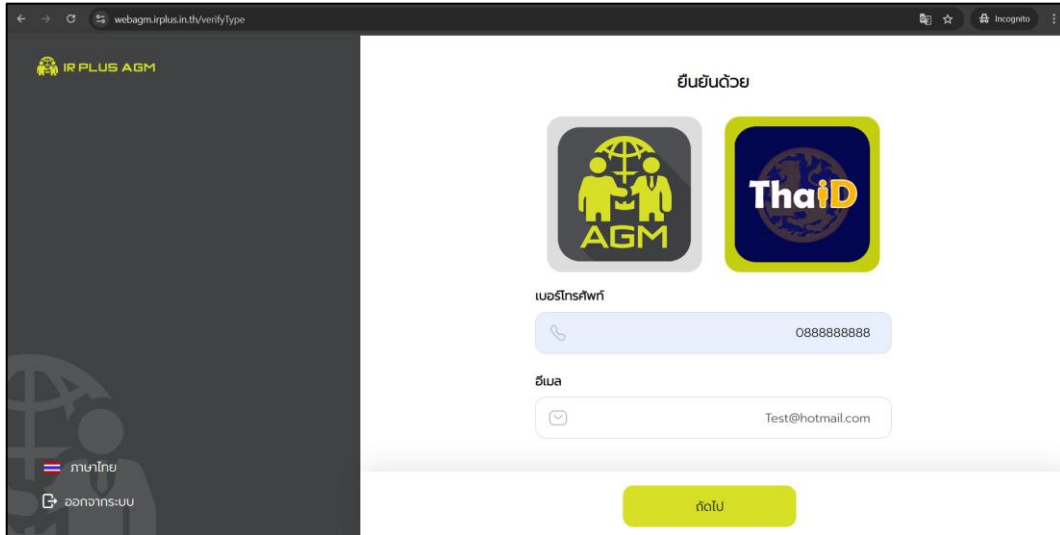 webagm.irplus.in.th/verifyType
Incognito
IR PLUS AGM
ยืนยันด้วย
AGM
ThaiD
เบอร์โทรศัพท์
0888888888
อีเมล
Test@hotmail.com
ภาษาไทย
ออกจากระบบ
ถัดไป